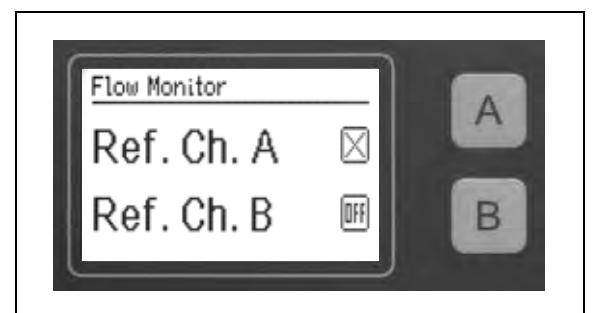 Flow Monitor
Ref. Ch. A
Ref. Ch. B OFF
A
B